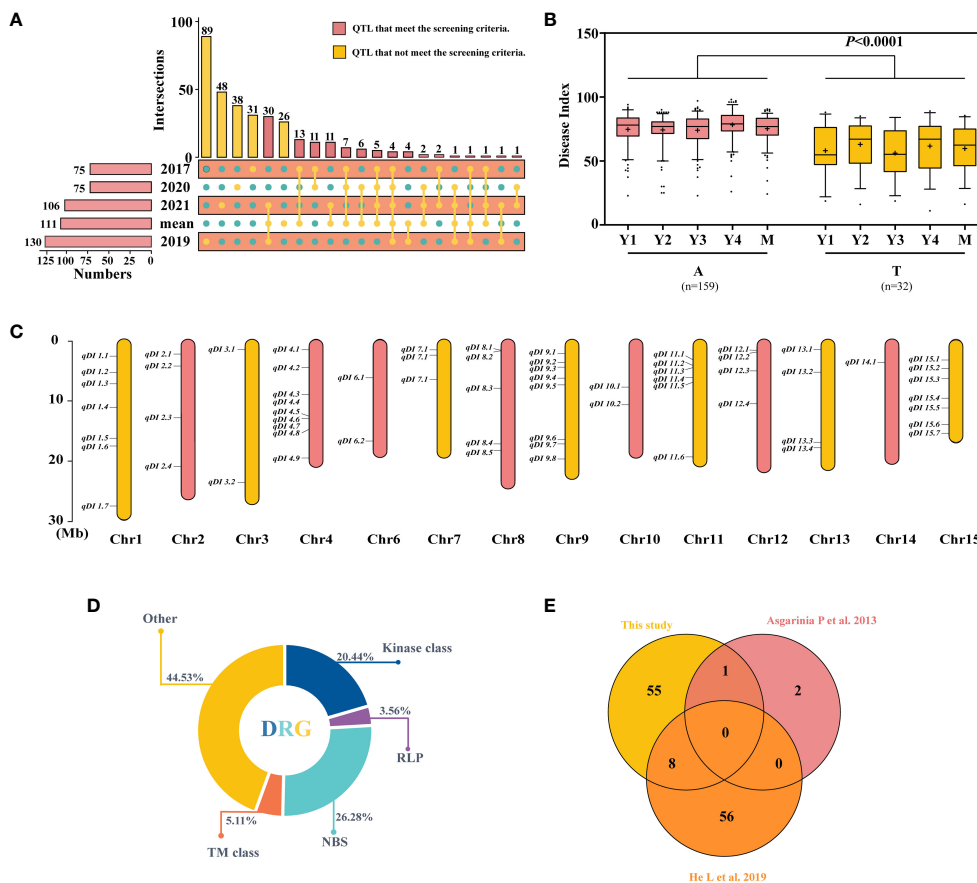 A
Intersections
100
50
0
89
48
38
31
30
26
13
11
11
7
6
5
4
4
2
2
1
1
1
1
1
QTL that meet the screening criteria.
QTL that not meet the screening criteria.
75 2017
75 2020
106 2021
111 mean
130 2019
125 100 75 50 25 0
Numbers
B
Disease Index
150
100
50
0
P<0.0001
Y1 Y2 Y3 Y4 M Y1 Y2 Y3 Y4 M
A T
(n=159) (n=32)
C
0
10
20
30
(Mb)
qDI 1.1
qDI 1.2
qDI 1.3
qDI 1.4
qDI 1.5
qDI 1.6
qDI 1.7
qDI 2.1
qDI 2.2
qDI 2.3
qDI 2.4
qDI 3.1
qDI 3.2
qDI 4.1
qDI 4.2
qDI 4.3
qDI 4.4
qDI 4.5
qDI 4.6
qDI 4.7
qDI 4.8
qDI 4.9
qDI 6.1
qDI 6.2
qDI 7.1
qDI 7.1
qDI 7.1
qDI 8.1
qDI 8.2
qDI 8.3
qDI 8.4
qDI 8.5
qDI 9.1
qDI 9.2
qDI 9.3
qDI 9.4
qDI 9.5
qDI 9.6
qDI 9.7
qDI 9.8
qDI 10.1
qDI 10.2
qDI 11.1
qDI 11.2
qDI 11.3
qDI 11.4
qDI 11.5
qDI 11.6
qDI 12.1
qDI 12.2
qDI 12.3
qDI 12.4
qDI 13.1
qDI 13.2
qDI 13.3
qDI 13.4
qDI 14.1
qDI 15.1
qDI 15.2
qDI 15.3
qDI 15.4
qDI 15.5
qDI 15.6
qDI 15.7
Chr1 Chr2 Chr3 Chr4 Chr6 Chr7 Chr8 Chr9 Chr10 Chr11 Chr12 Chr13 Chr14 Chr15
D
Other
44.53%
Kinase class
20.44%
3.56%
RLP
DRG
26.28%
NBS
5.11%
TM class
E
This study
Asgarinia P et al. 2013
1
55
2
0
8
0
56
He L et al. 2019